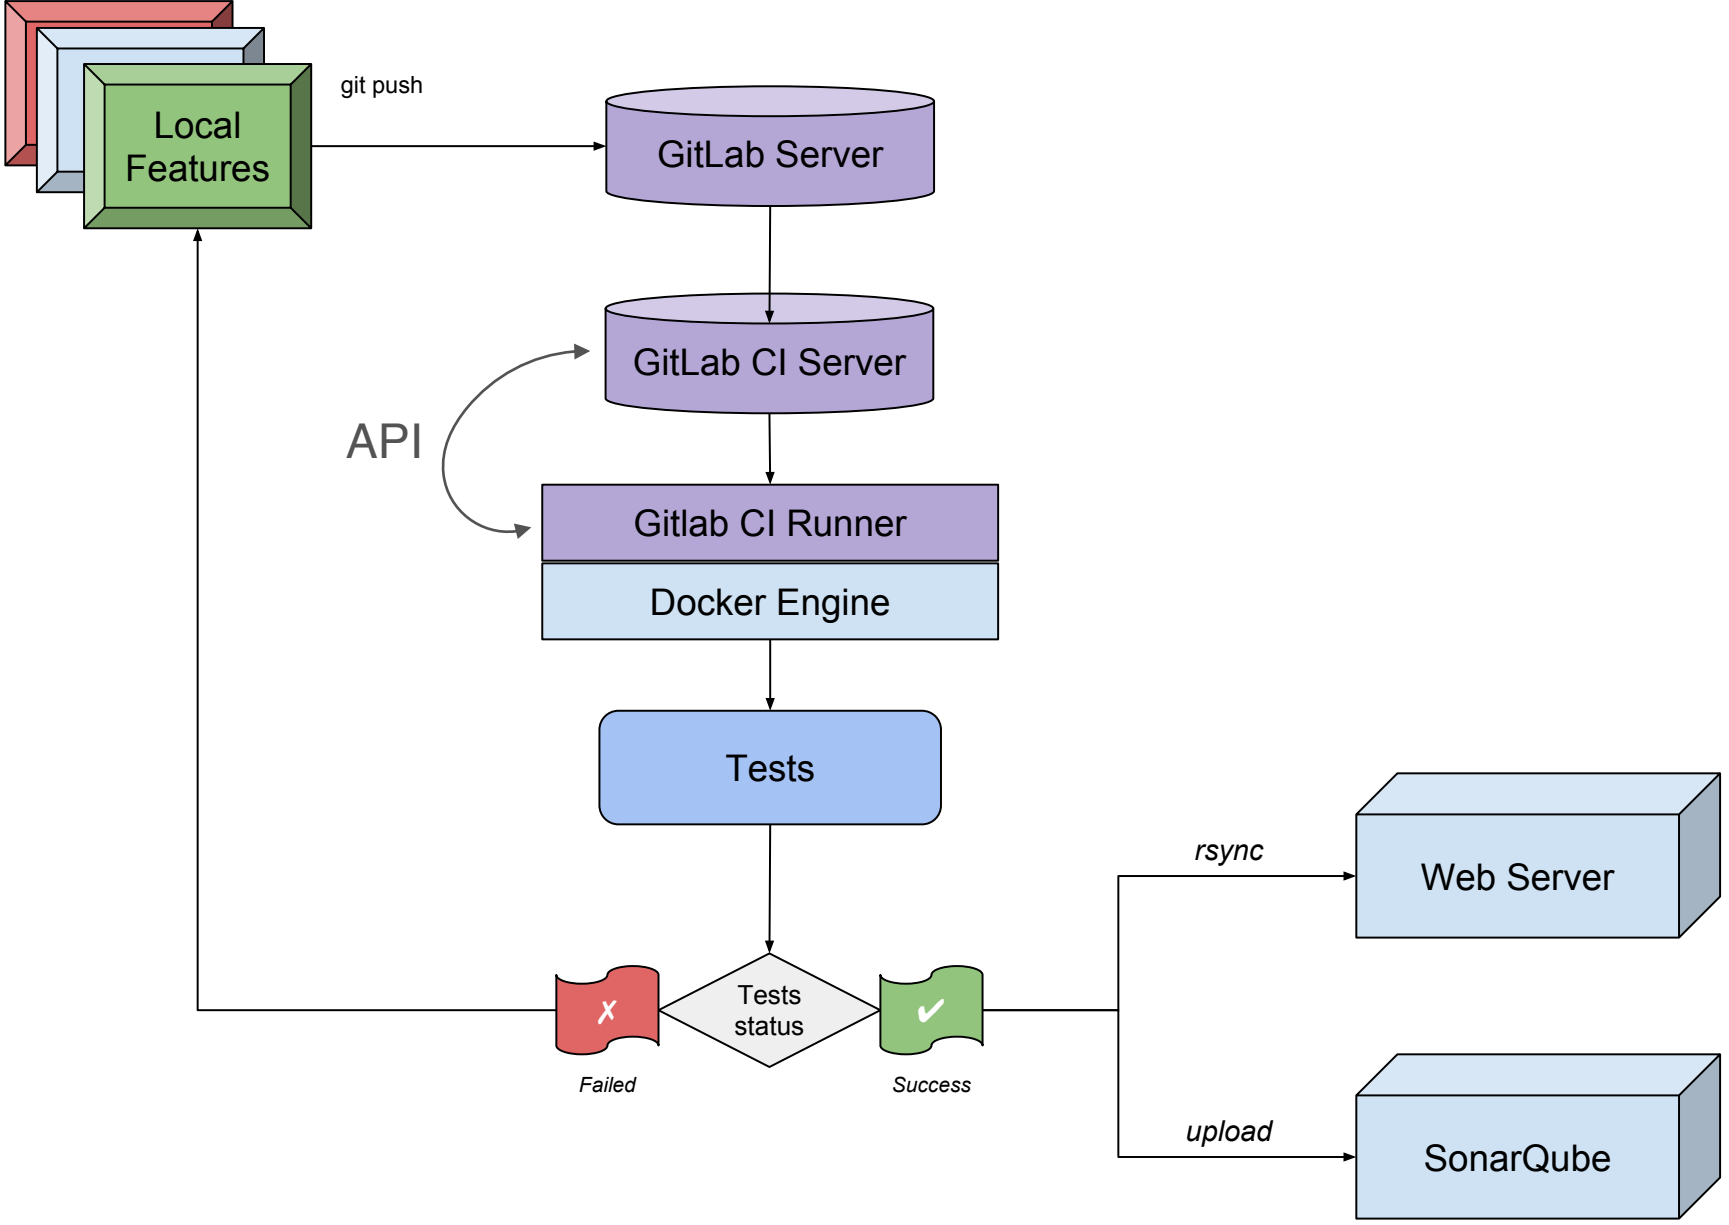 git push
Local
Features
GitLab Server
GitLab CI Server
API
Gitlab CI Runner
Docker Engine
Tests
rsync
Web Server
✗
Tests
status
✔
Failed
Success
upload
SonarQube